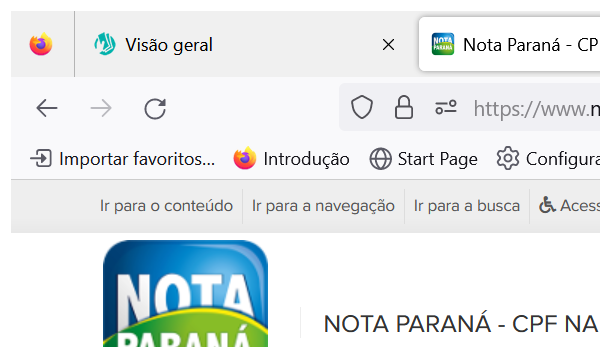 Visão geral
NOTA PARANÁ
Nota Paraná - CP
https://www.n
Importar favoritos...
Introdução
Start Page
Configura
Ir para o conteúdo
Ir para a navegação
Ir para a busca
Acess
NOTA
PARANÁ
NOTA PARANÁ - CPF NA